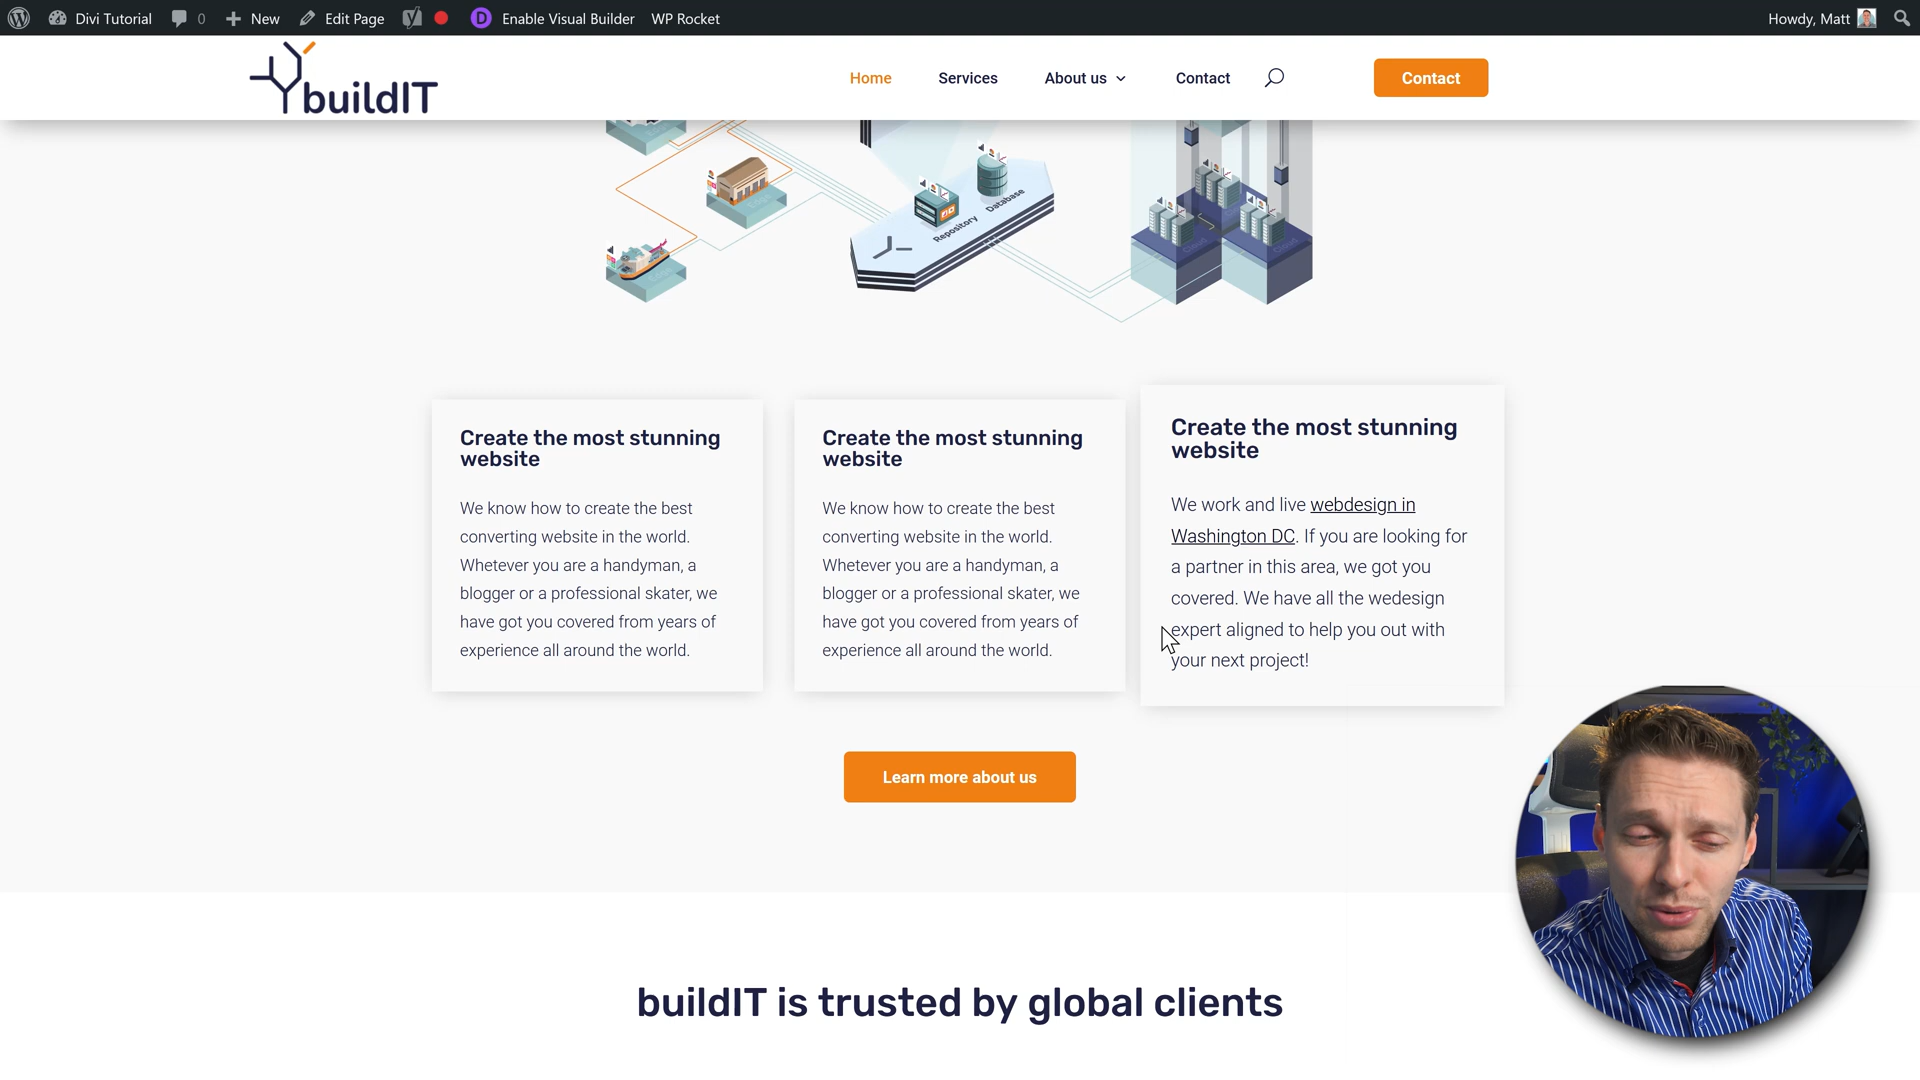 Divi Tutorial 0 New Edit Page Enable Visual Builder WP Rocket Howdy, Matt
buildIT
Home Services About us Contact Contact
Repository
Database
Create the most stunning
website
We know how to create the best
converting website in the world.
Whetever you are a handyman, a
blogger or a professional skater, we
have got you covered from years of
experience all around the world.
Create the most stunning
website
We know how to create the best
converting website in the world.
Whetever you are a handyman, a
blogger or a professional skater, we
have got you covered from years of
experience all around the world.
Create the most stunning
website
We work and live webdesign in
Washington DC. If you are looking for
a partner in this area, we got you
covered. We have all the wedesign
expert aligned to help you out with
your next project!
Learn more about us
buildIT is trusted by global clients